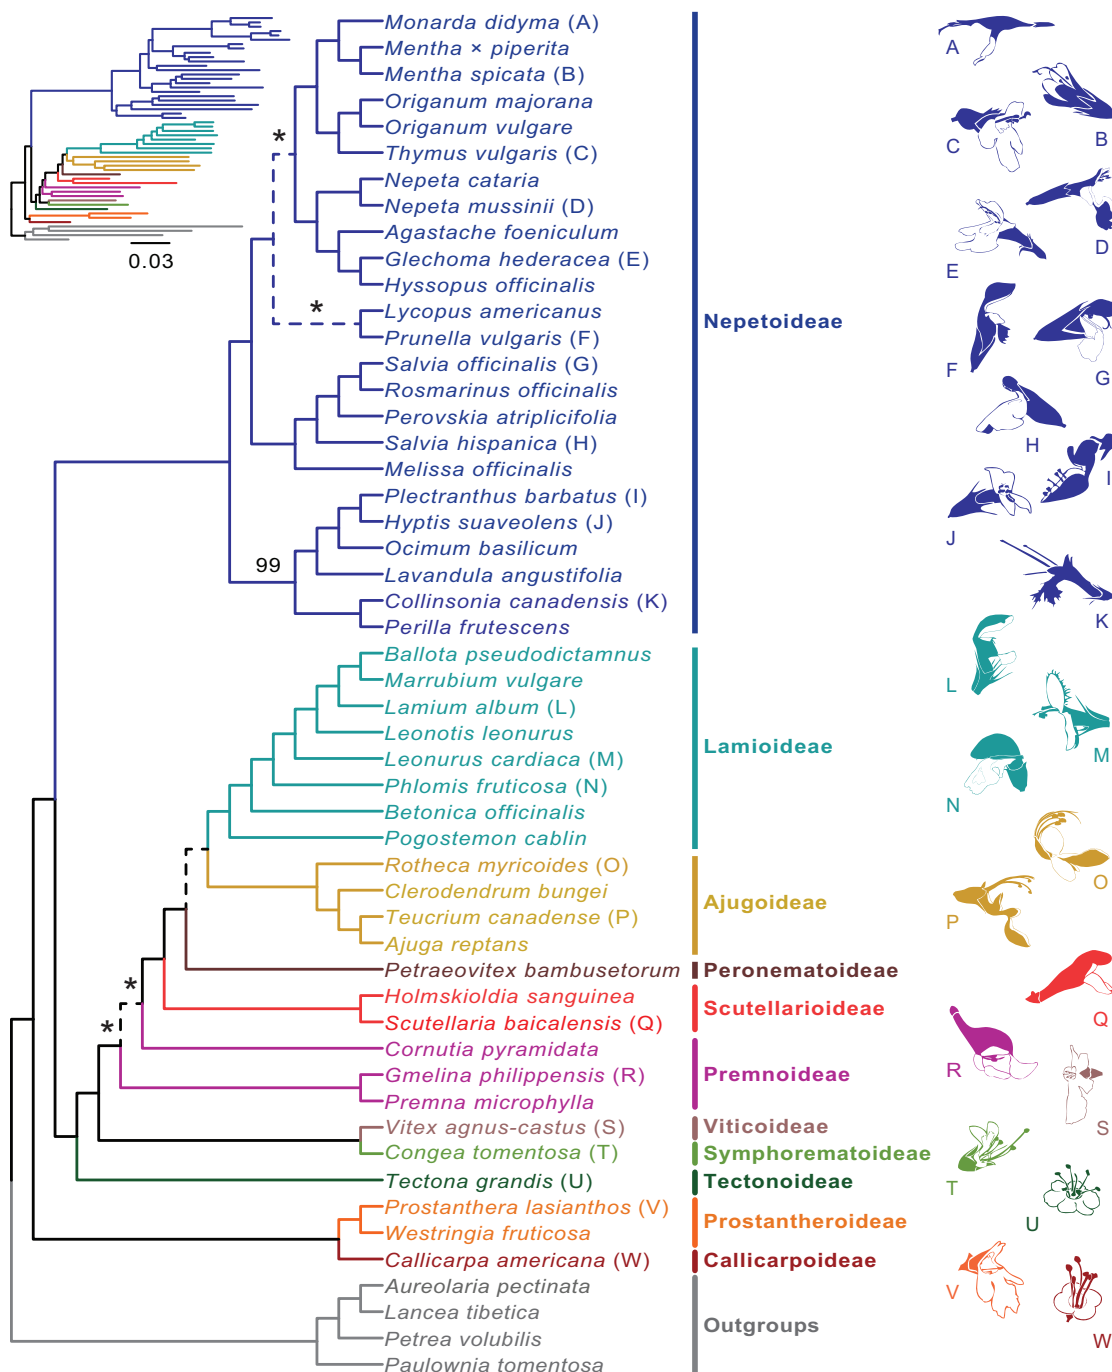 0.03
*
*
99
*
*
Monarda didyma (A)
Mentha × piperita
Mentha spicata (B)
Origanum majorana
Origanum vulgare
Thymus vulgaris (C)
Nepeta cataria
Nepeta mussinii (D)
Agastache foeniculum
Glechoma hederacea (E)
Hyssopus officinalis
Lycopus americanus
Prunella vulgaris (F)
Salvia officinalis (G)
Rosmarinus officinalis
Perovskia atriplicifolia
Salvia hispanica (H)
Melissa officinalis
Plectranthus barbatus (I)
Hyptis suaveolens (J)
Ocimum basilicum
Lavandula angustifolia
Collinsonia canadensis (K)
Perilla frutescens
Ballota pseudodictamnus
Marrubium vulgare
Lamium album (L)
Leonotis leonurus
Leonurus cardiaca (M)
Phlomis fruticosa (N)
Betonica officinalis
Pogostemon cablin
Rotheca myricoides (O)
Clerodendrum bungei
Teucrium canadense (P)
Ajuga reptans
Petraeovitex bambusetorum
Holmskioldia sanguinea
Scutellaria baicalensis (Q)
Cornutia pyramidata
Gmelina philippensis (R)
Premna microphylla
Vitex agnus-castus (S)
Congea tomentosa (T)
Tectona grandis (U)
Prostanthera lasianthos (V)
Westringia fruticosa
Callicarpa americana (W)
Aureolaria pectinata
Lancea tibetica
Petrea volubilis
Paulownia tomentosa
Nepetoideae
Lamioideae
Ajugoideae
Peronematoideae
Scutellarioideae
Premnoideae
Viticoideae
Symphorematoideae
Tectonoideae
Prostantheroideae
Callicarpoideae
Outgroups
A
B
C
D
E
F
G
H
I
J
K
L
M
N
O
P
Q
R
S
T
U
V
W